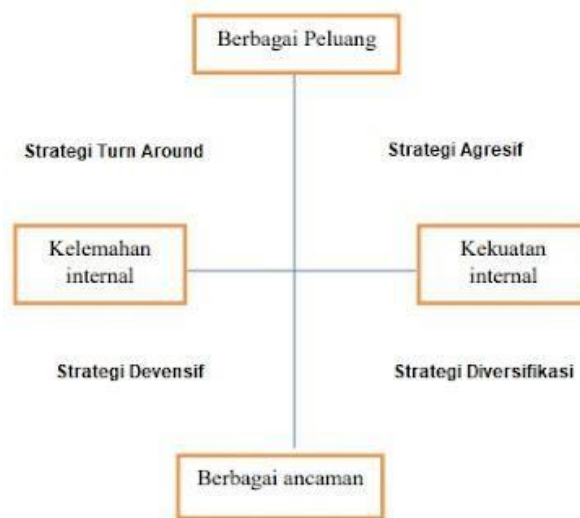 Berbagai Peluang
Strategi Turn Around
Strategi Agresif
Kelemahan
internal
Kekuatan
internal
Strategi Devensif
Strategi Diversifikasi
Berbagai ancaman